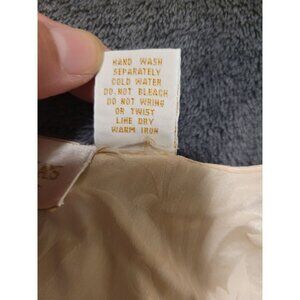 HAND WASH
SEPARATELY
COLD WATER
DO NOT BLEACH
DO NOT WRING
OR TWIST
LINE DRY
WARM IRON